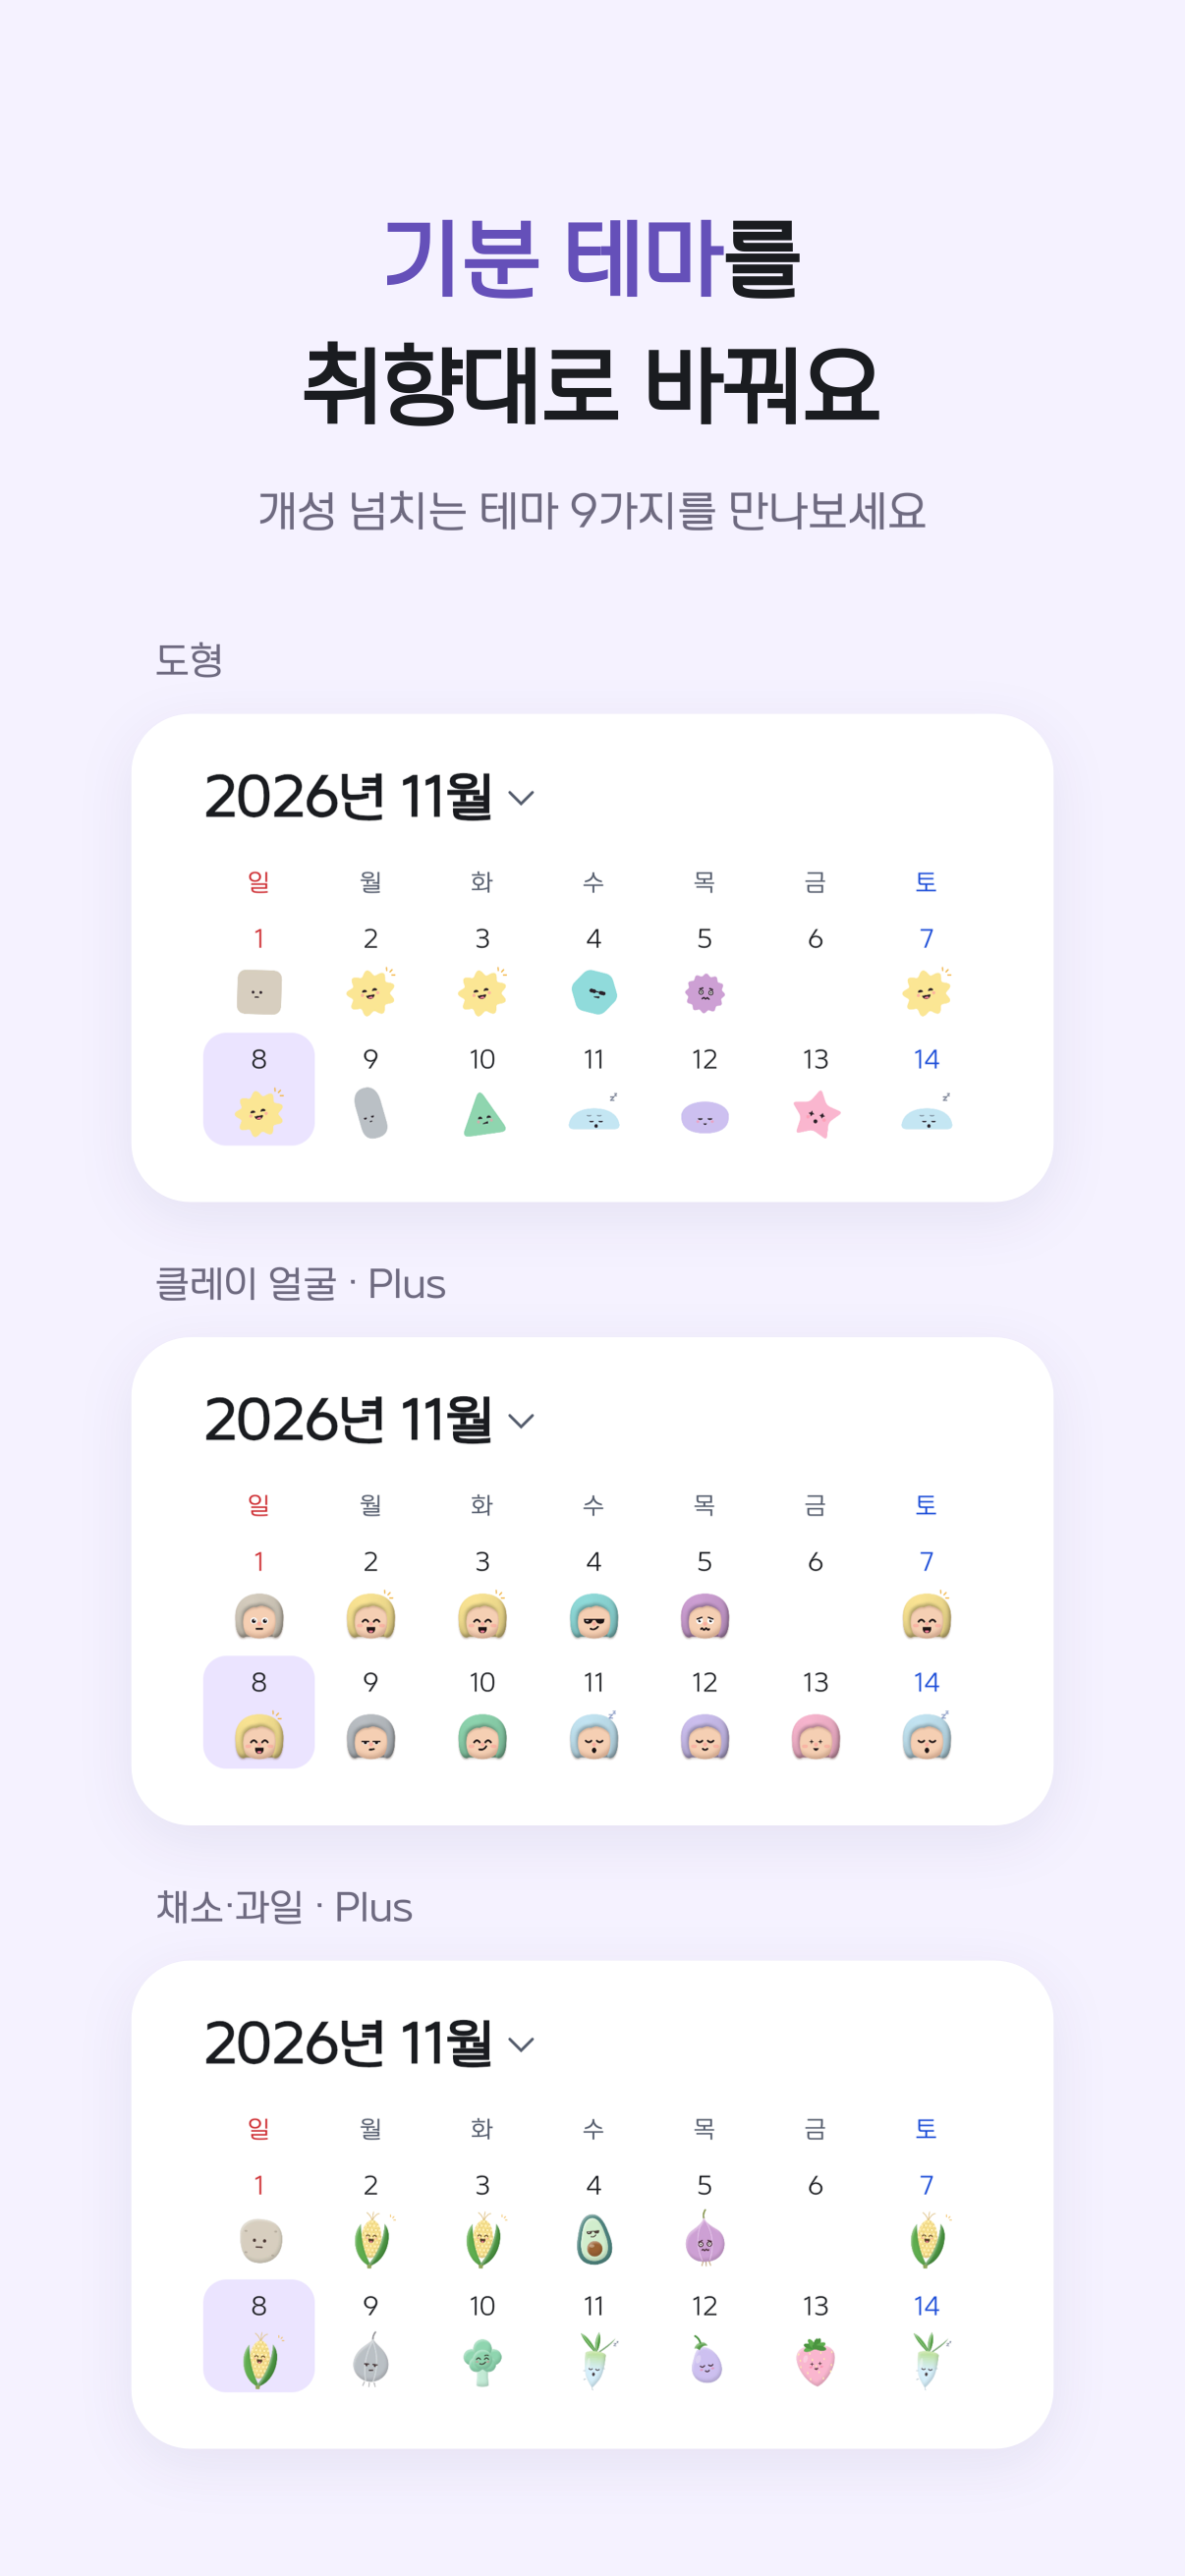 기분 테마를
취향대로 바꿔요
개성 넘치는 테마 9가지를 만나보세요
도형
2026년 11월
일 월 화 수 목 금 토
1 2 3 4 5 6 7
8 9 10 11 12 13 14
클레이 얼굴 · Plus
2026년 11월
일 월 화 수 목 금 토
1 2 3 4 5 6 7
8 9 10 11 12 13 14
채소·과일 · Plus
2026년 11월
일 월 화 수 목 금 토
1 2 3 4 5 6 7
8 9 10 11 12 13 14